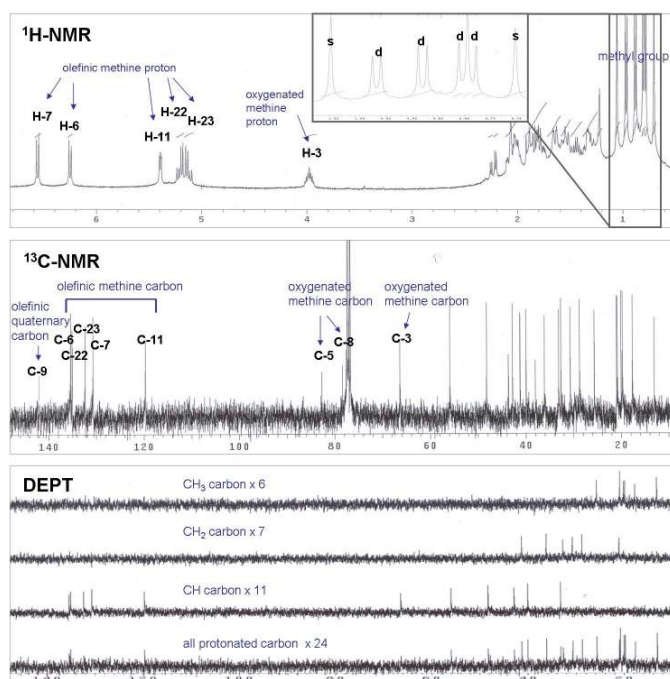 ¹H-NMR
s
d
d
d d
s
methyl group
olefinic methine proton
H-7
H-6
H-22
H-23
H-11
oxygenated
methine
proton
H-3
6
5
4
3
2
1
¹³C-NMR
olefinic methine carbon
olefinic
quaternary
carbon
C-9
C-6
C-23
C-22
C-7
C-11
oxygenated
methine carbon
C-5
C-8
oxygenated
methine carbon
C-3
140
120
100
80
60
40
20
DEPT
CH₃ carbon x 6
CH₂ carbon x 7
CH carbon x 11
all protonated carbon x 24